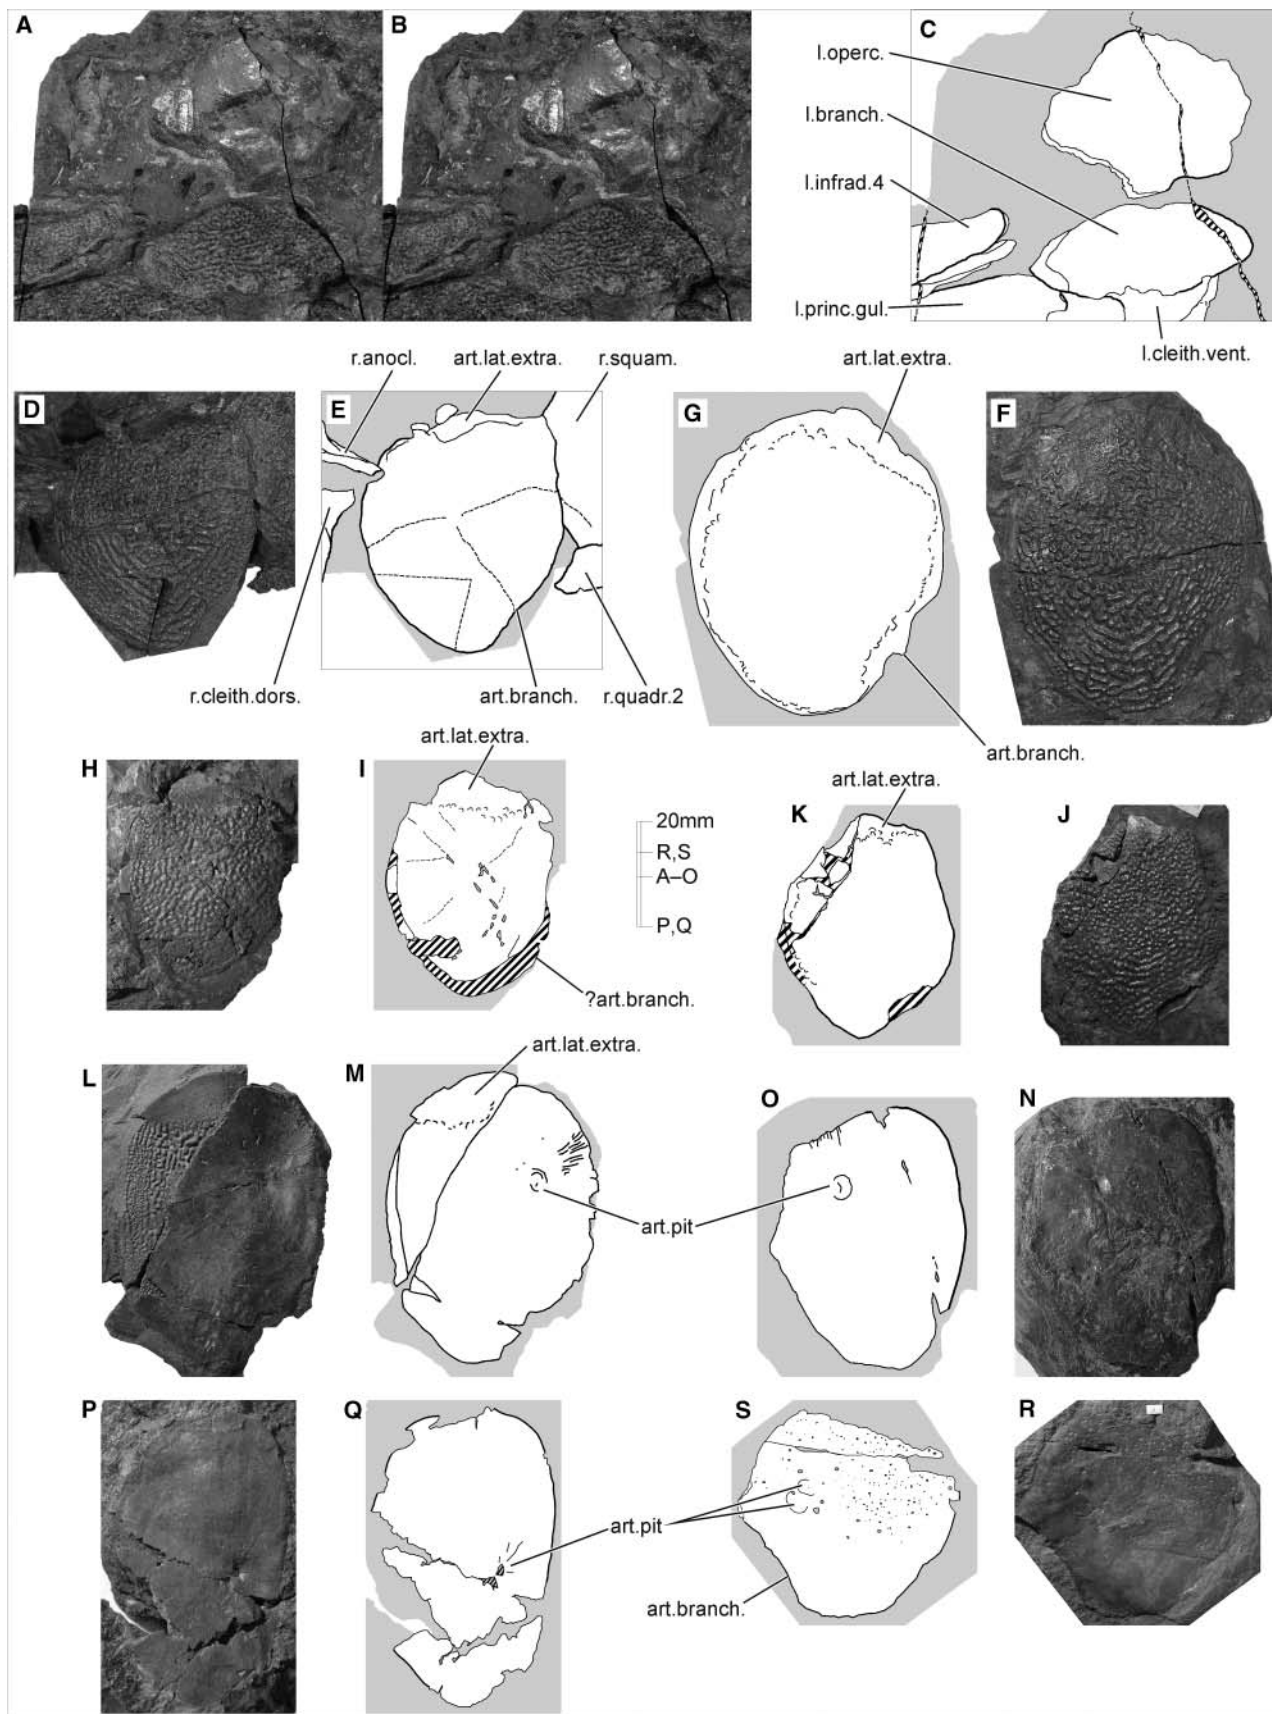 A
B
C
l.operc.
l.branch.
l.infrad.4
l.princ.gul.
l.cleith.vent.
r.anocl.
art.lat.extra.
r.squam.
art.lat.extra.
D
E
G
F
r.cleith.dors.
art.branch.
r.quadr.2
art.branch.
art.lat.extra.
H
I
art.lat.extra.
K
J
20mm
R,S
A–O
P,Q
?art.branch.
art.lat.extra.
L
M
O
N
art.pit
P
Q
S
R
art.pit
art.branch.